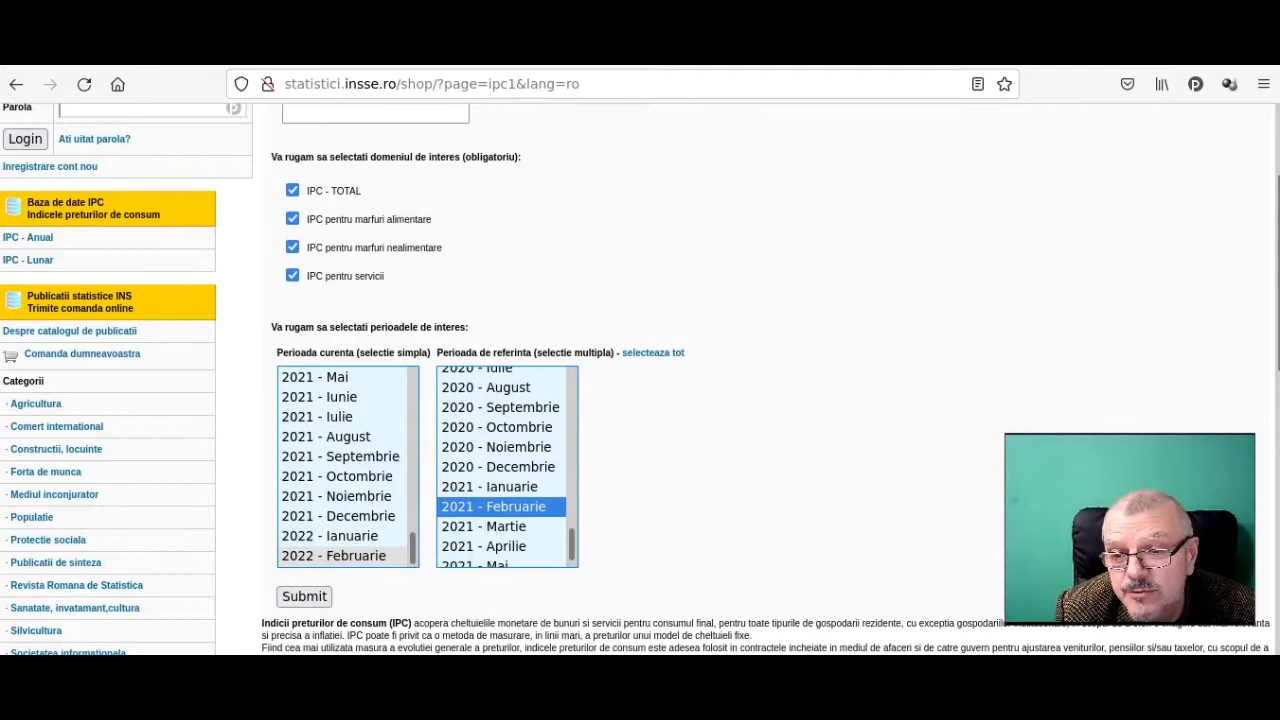 statistici.insse.ro/shop/?page=ipc1&lang=ro
Parola
Login
Ati uitat parola?
Inregistrare cont nou
Baza de date IPC
Indicele preturilor de consum
IPC - Anual
IPC - Lunar
Publicatii statistice INS
Trimite comanda online
Despre catalogul de publicatii
Comanda dumneavoastra
Categorii
· Agricultura
· Comert international
· Constructii, locuinte
· Forta de munca
· Mediul inconjurator
· Populatie
· Protectie sociala
· Publicatii de sinteza
· Revista Romana de Statistica
· Sanatate, invatamant,cultura
· Silvicultura
· Societatea informationala
Va rugam sa selectati domeniul de interes (obligatoriu):
IPC - TOTAL
IPC pentru marfuri alimentare
IPC pentru marfuri nealimentare
IPC pentru servicii
Va rugam sa selectati perioadele de interes:
Perioada curenta (selectie simpla)
2021 - Mai
2021 - Iunie
2021 - Iulie
2021 - August
2021 - Septembrie
2021 - Octombrie
2021 - Noiembrie
2021 - Decembrie
2022 - Ianuarie
2022 - Februarie
Perioada de referinta (selectie multipla) - selecteaza tot
2020 - Iulie
2020 - August
2020 - Septembrie
2020 - Octombrie
2020 - Noiembrie
2020 - Decembrie
2021 - Ianuarie
2021 - Februarie
2021 - Martie
2021 - Aprilie
2021 - Mai
Submit
Indicii preturilor de consum (IPC) acopera cheltuielile monetare de bunuri si servicii pentru consumul final, pentru toate tipurile de gospodarii rezidente, cu exceptia gospodariilor
si precisa a inflatiei. IPC poate fi privit ca o metoda de masurare, in linii mari, a preturilor unui model de cheltuieli fixe.
Fiind cea mai utilizata masura a evolutiei generale a preturilor, indicele preturilor de consum este adesea folosit in contractele incheiate in mediul de afaceri si de catre guvern pentru ajustarea veniturilor, pensiilor si/sau taxelor, cu scopul de a